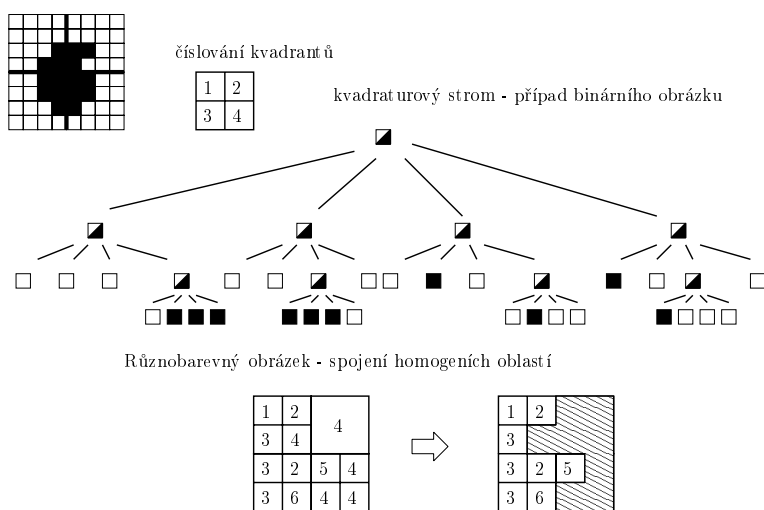 číslování kvadrantů
1 2
3 4
kvadraturový strom - případ binárního obrázku
Různobarevný obrázek - spojení homogeních oblastí
1 2 4
3 4
3 2 5 4
3 6 4 4
1 2
3
3 2 5
3 6